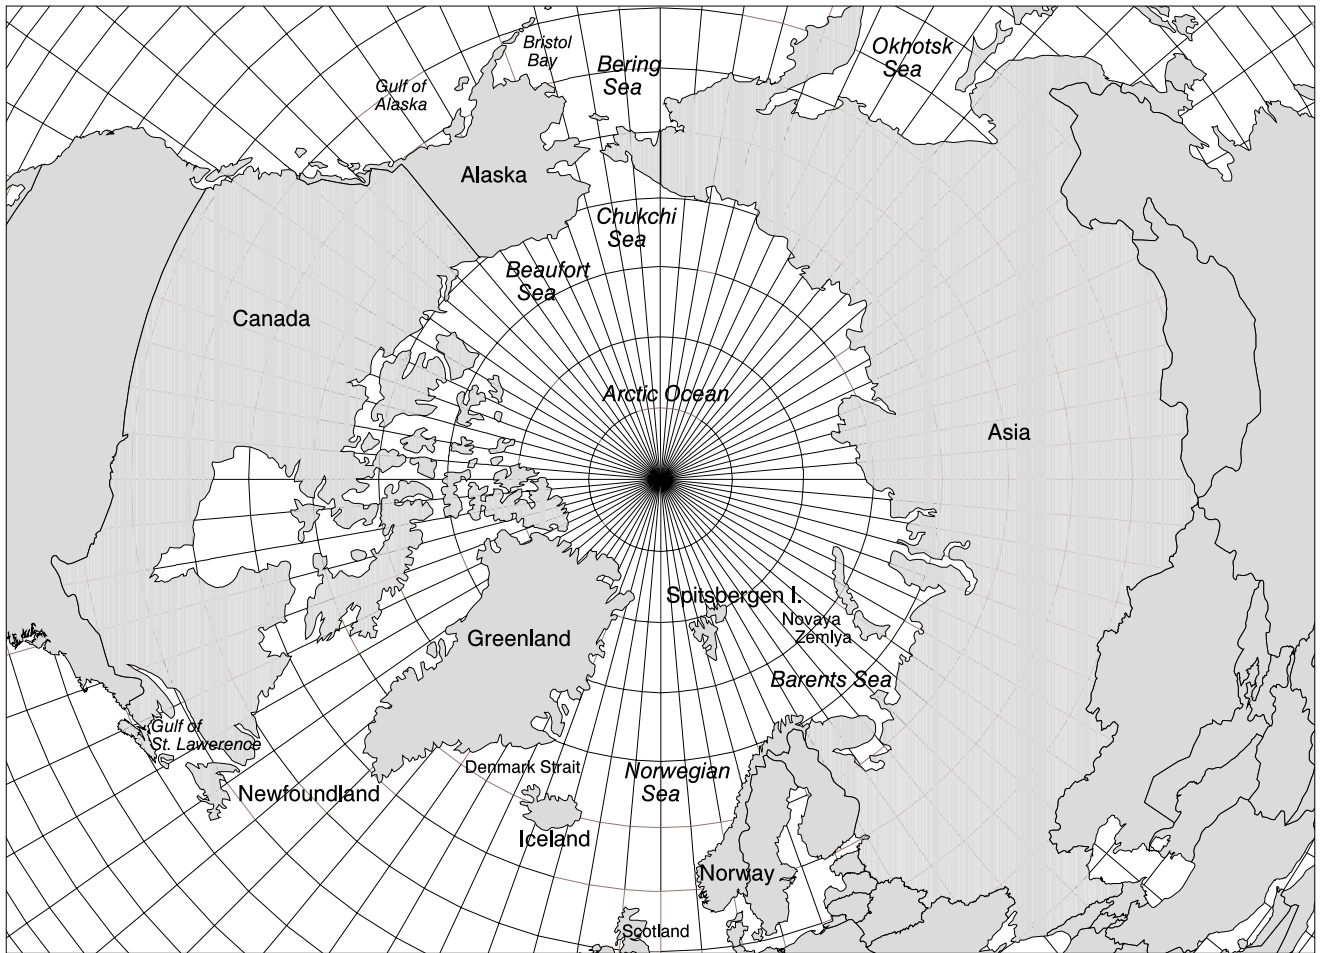 Bristol
Bay
Bering
Sea
Okhotsk
Sea
Gulf of
Alaska
Alaska
Chukchi
Sea
Beaufort
Sea
Canada
Arctic Ocean
Asia
Spitsbergen I.
Novaya
Zemlya
Greenland
Barents Sea
Gulf of
St. Lawerence
Denmark Strait
Norwegian
Sea
Newfoundland
Iceland
Norway
Scotland